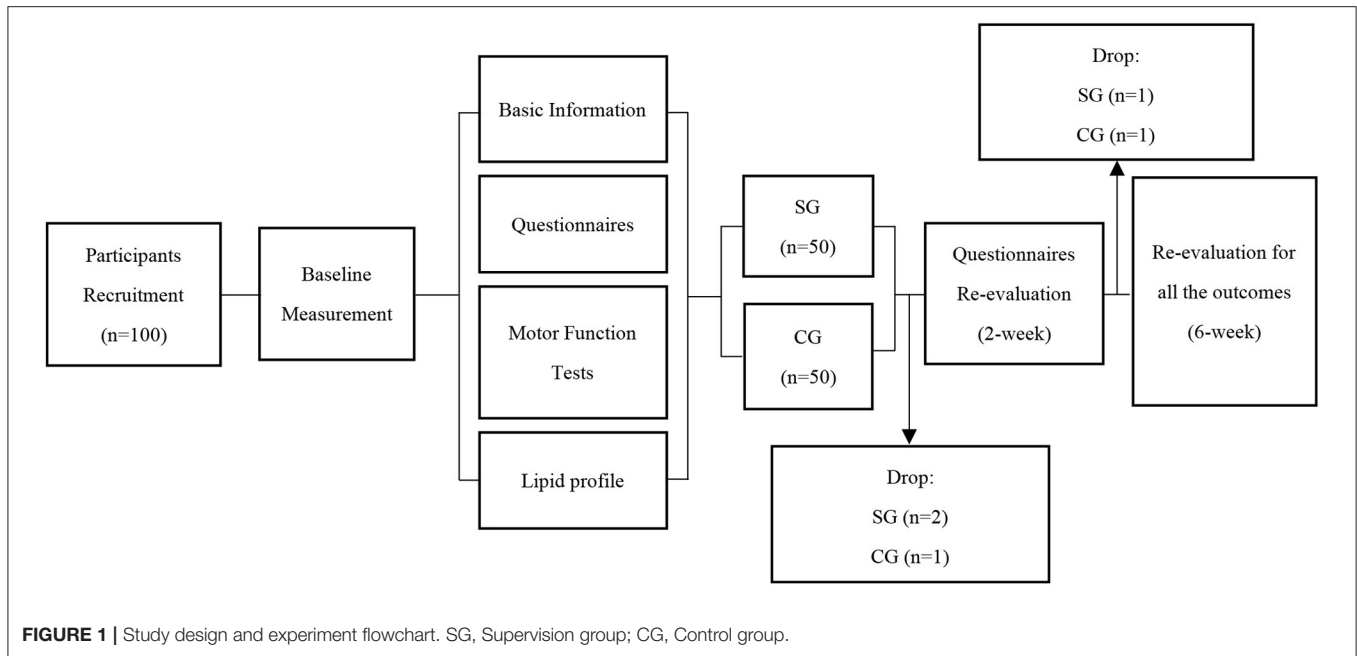 Participants
Recruitment
(n=100)
Baseline
Measurement
Basic Information
Questionnaires
Motor Function
Tests
Lipid profile
SG
(n=50)
CG
(n=50)
Drop:
SG (n=2)
CG (n=1)
Questionnaires
Re-evaluation
(2-week)
Drop:
SG (n=1)
CG (n=1)
Re-evaluation for
all the outcomes
(6-week)
FIGURE 1 | Study design and experiment flowchart. SG, Supervision group; CG, Control group.